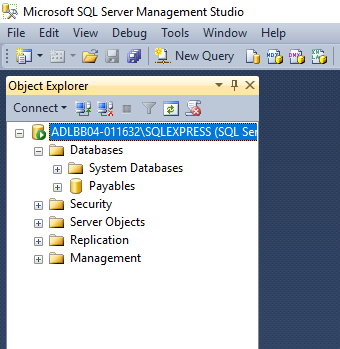 Microsoft SQL Server Management Studio
File Edit View Debug Tools Window Help
New Query
Object Explorer
Connect
ADLBB04-011632\SQLEXPRESS (SQL Ser
Databases
System Databases
Payables
Security
Server Objects
Replication
Management